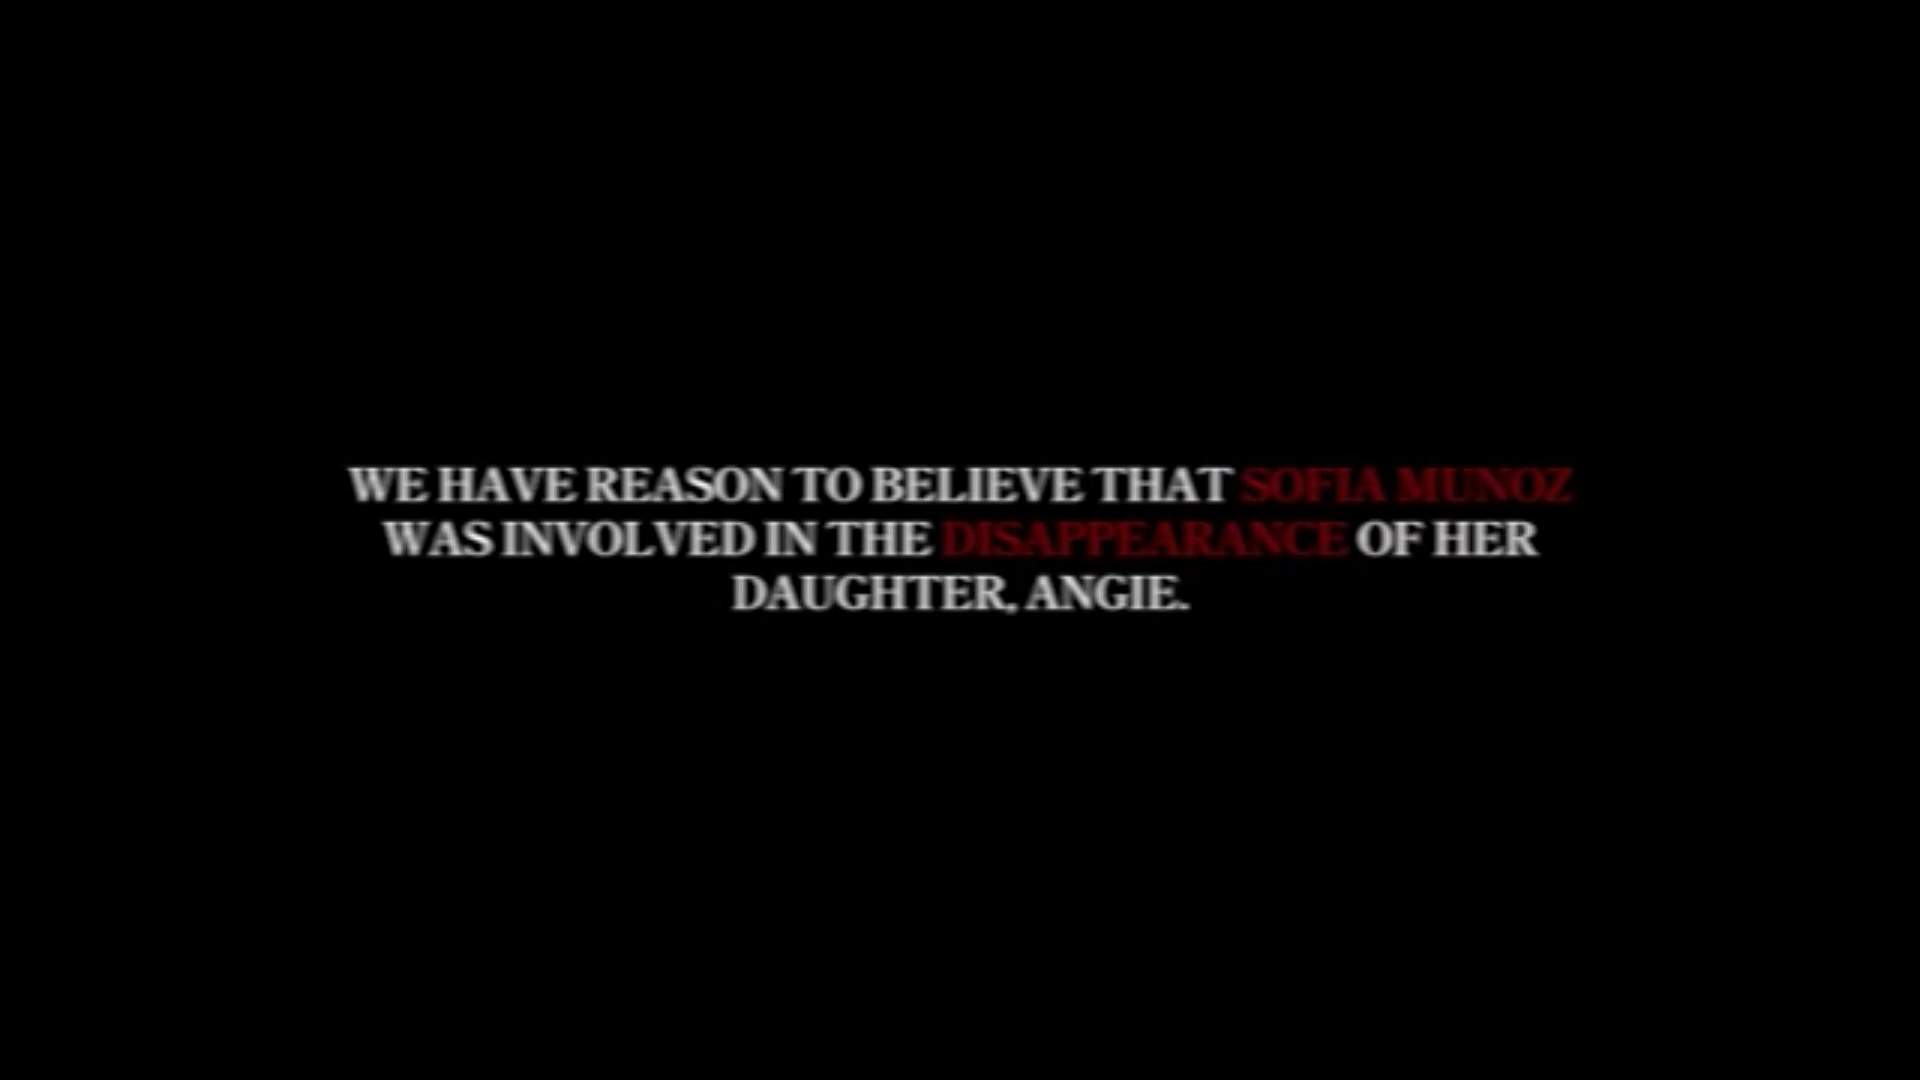 WE HAVE REASON TO BELIEVE THAT SOFIA MUNOZ
WAS INVOLVED IN THE DISAPPEARANCE OF HER
DAUGHTER, ANGIE.